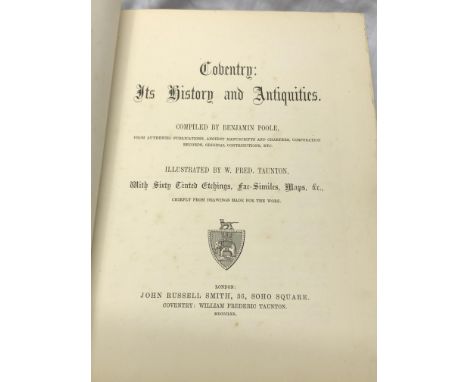 Coventry:
Its History and Antiquities.
COMPILED BY BENJAMIN POOLE,
FROM AUTHENTIC PUBLICATIONS, ANCIENT MANUSCRIPTS AND CHARTERS, CORPORATION
RECORDS, ORIGINAL CONTRIBUTIONS, ETC.
ILLUSTRATED BY W. FRED. TAUNTON.
With Sixty Tinted Etchings, Fac-Similes, Maps, &c.,
CHIEFLY FROM DRAWINGS MADE FOR THE WORK.
LONDON:
JOHN RUSSELL SMITH, 36, SOHO SQUARE.
COVENTRY: WILLIAM FREDERIC TAUNTON.